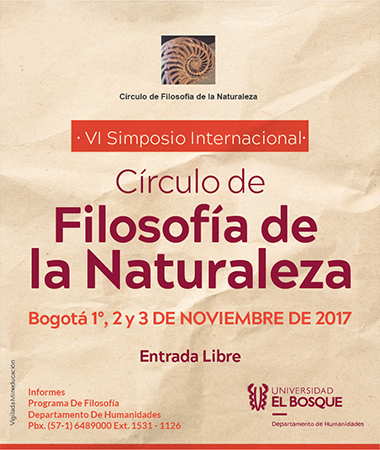 Círculo de Filosofía de la Naturaleza
· VI Simposio Internacional·
Círculo de
Filosofía de
la Naturaleza
Bogotá 1°, 2 y 3 DE NOVIEMBRE DE 2017
Entrada Libre
Informes
Programa De Filosofía
Departamento De Humanidades
Pbx. (57-1) 6489000 Ext. 1531 - 1126
UNIVERSIDAD
EL BOSQUE
Departamento de Humanidades
Vigilada Mineducación